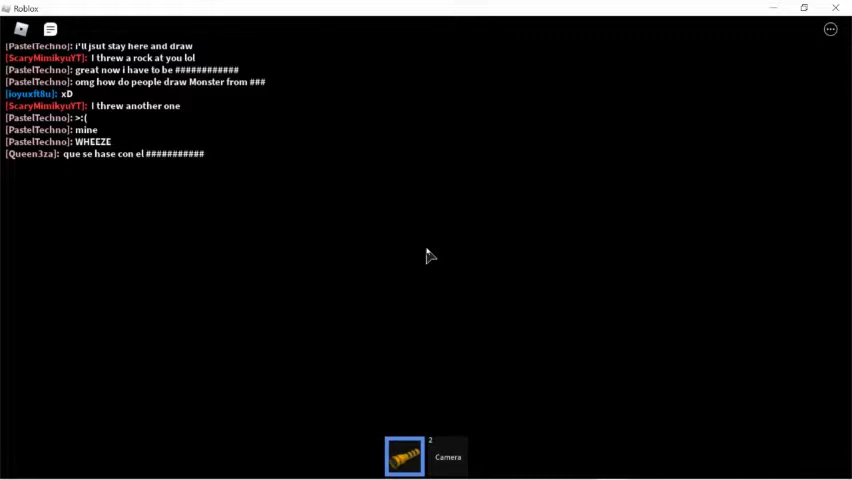 Roblox
[PastelTechno]: i'll jsut stay here and draw
[ScaryMimikyuYT]: I threw a rock at you lol
[PastelTechno]: great now i have to be ############
[PastelTechno]: omg how do people draw Monster from ###
[ioyuxft8u]: xD
[ScaryMimikyuYT]: I threw another one
[PastelTechno]: >:(
[PastelTechno]: mine
[PastelTechno]: WHEEZE
[Queen3za]: que se hase con el ###########
2
Camera